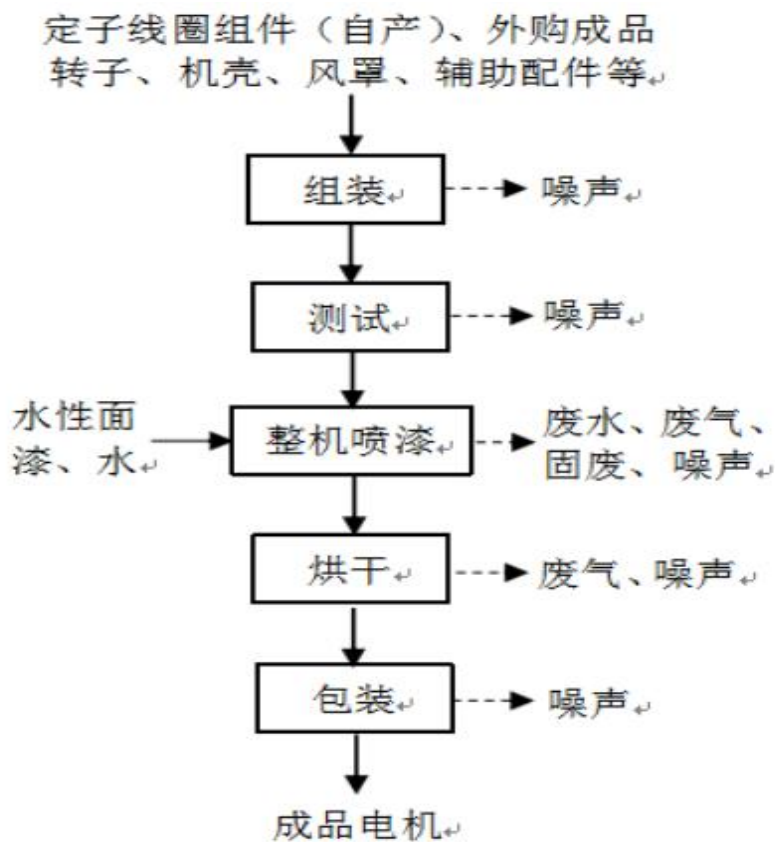 定子线圈组件（自产）、外购成品
转子、机壳、风罩、辅助配件等
组装
噪声
测试
噪声
水性面
漆、水
整机喷漆
废水、废气、
固废、噪声
烘干
废气、噪声
包装
噪声
成品电机